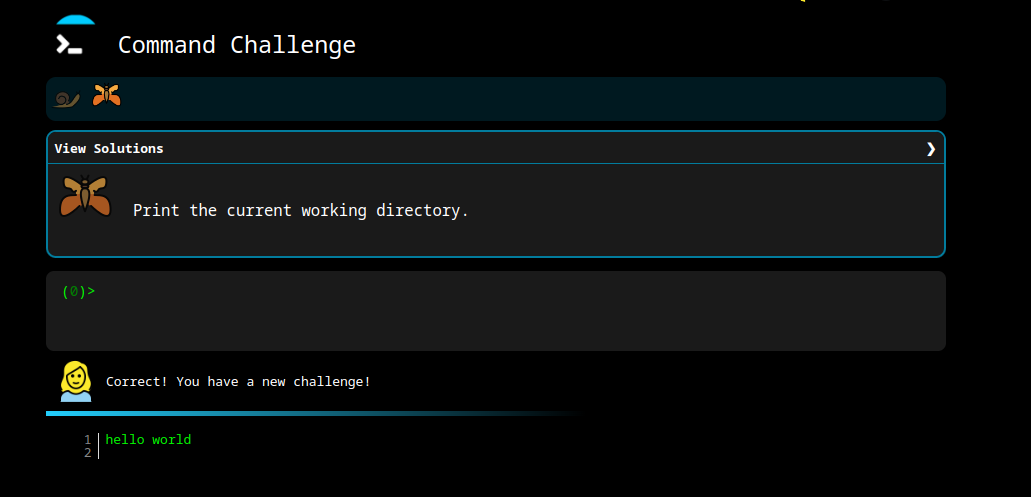 Command Challenge
View Solutions ❯
Print the current working directory.
(0)>
Correct! You have a new challenge!
1 hello world
2